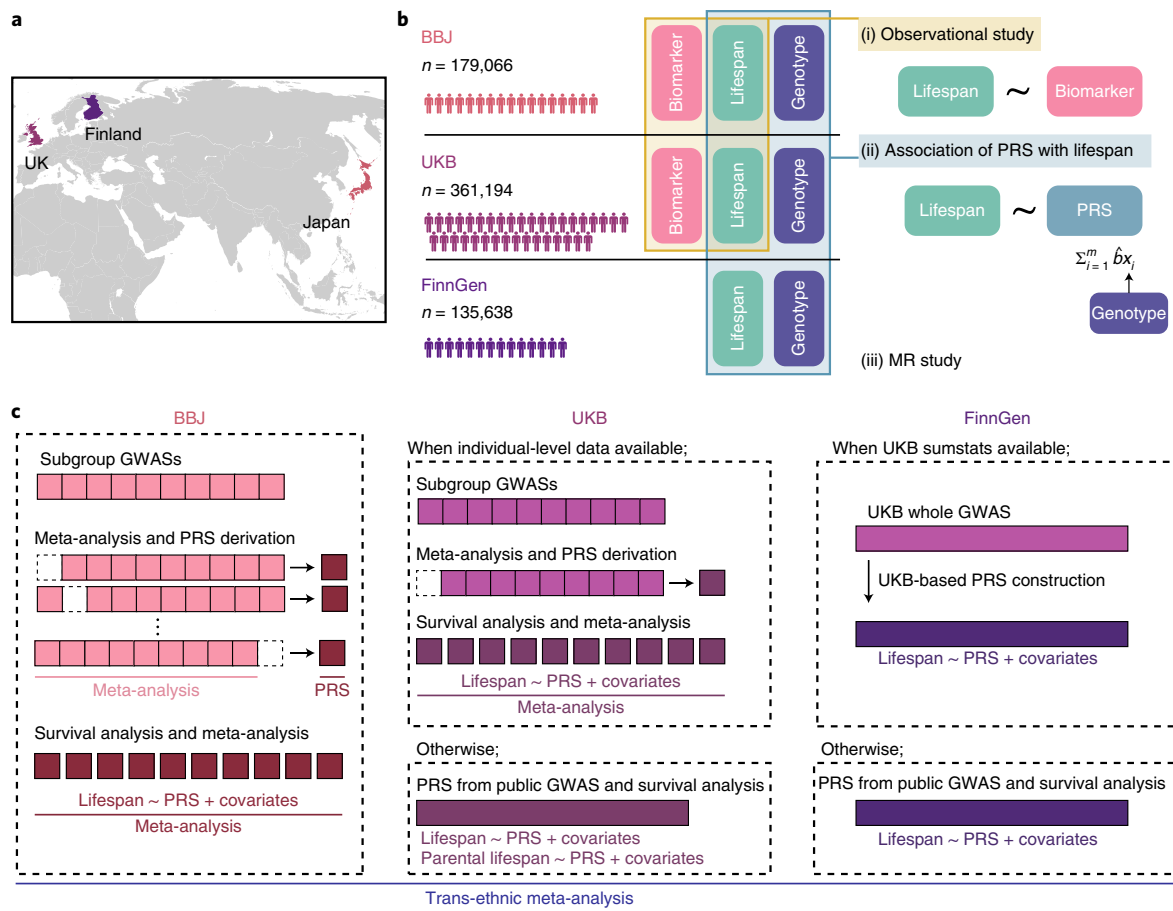 a
UK
Finland
Japan
b
BBJ
n = 179,066
Biomarker
Lifespan
Genotype
UKB
n = 361,194
Biomarker
Lifespan
Genotype
FinnGen
n = 135,638
Lifespan
Genotype
(i) Observational study
Lifespan ~ Biomarker
(ii) Association of PRS with lifespan
Lifespan ~ PRS
Σᵢ₌₁ᵐ b̂xᵢ
Genotype
(iii) MR study
c
BBJ
Subgroup GWASs
Meta-analysis and PRS derivation
⋮
Meta-analysis
PRS
Survival analysis and meta-analysis
Lifespan ~ PRS + covariates
Meta-analysis
UKB
When individual-level data available;
Subgroup GWASs
Meta-analysis and PRS derivation
Survival analysis and meta-analysis
Lifespan ~ PRS + covariates
Meta-analysis
Otherwise;
PRS from public GWAS and survival analysis
Lifespan ~ PRS + covariates
Parental lifespan ~ PRS + covariates
FinnGen
When UKB sumstats available;
UKB whole GWAS
UKB-based PRS construction
Lifespan ~ PRS + covariates
Otherwise;
PRS from public GWAS and survival analysis
Lifespan ~ PRS + covariates
Trans-ethnic meta-analysis